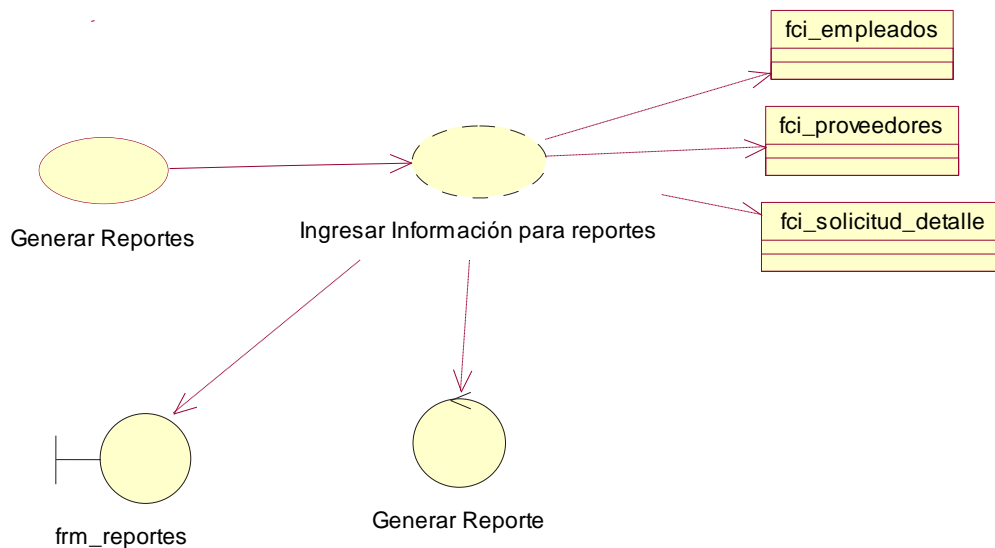 fci_empleados
fci_proveedores
fci_solicitud_detalle
Generar Reportes
Ingresar Información para reportes
frm_reportes
Generar Reporte